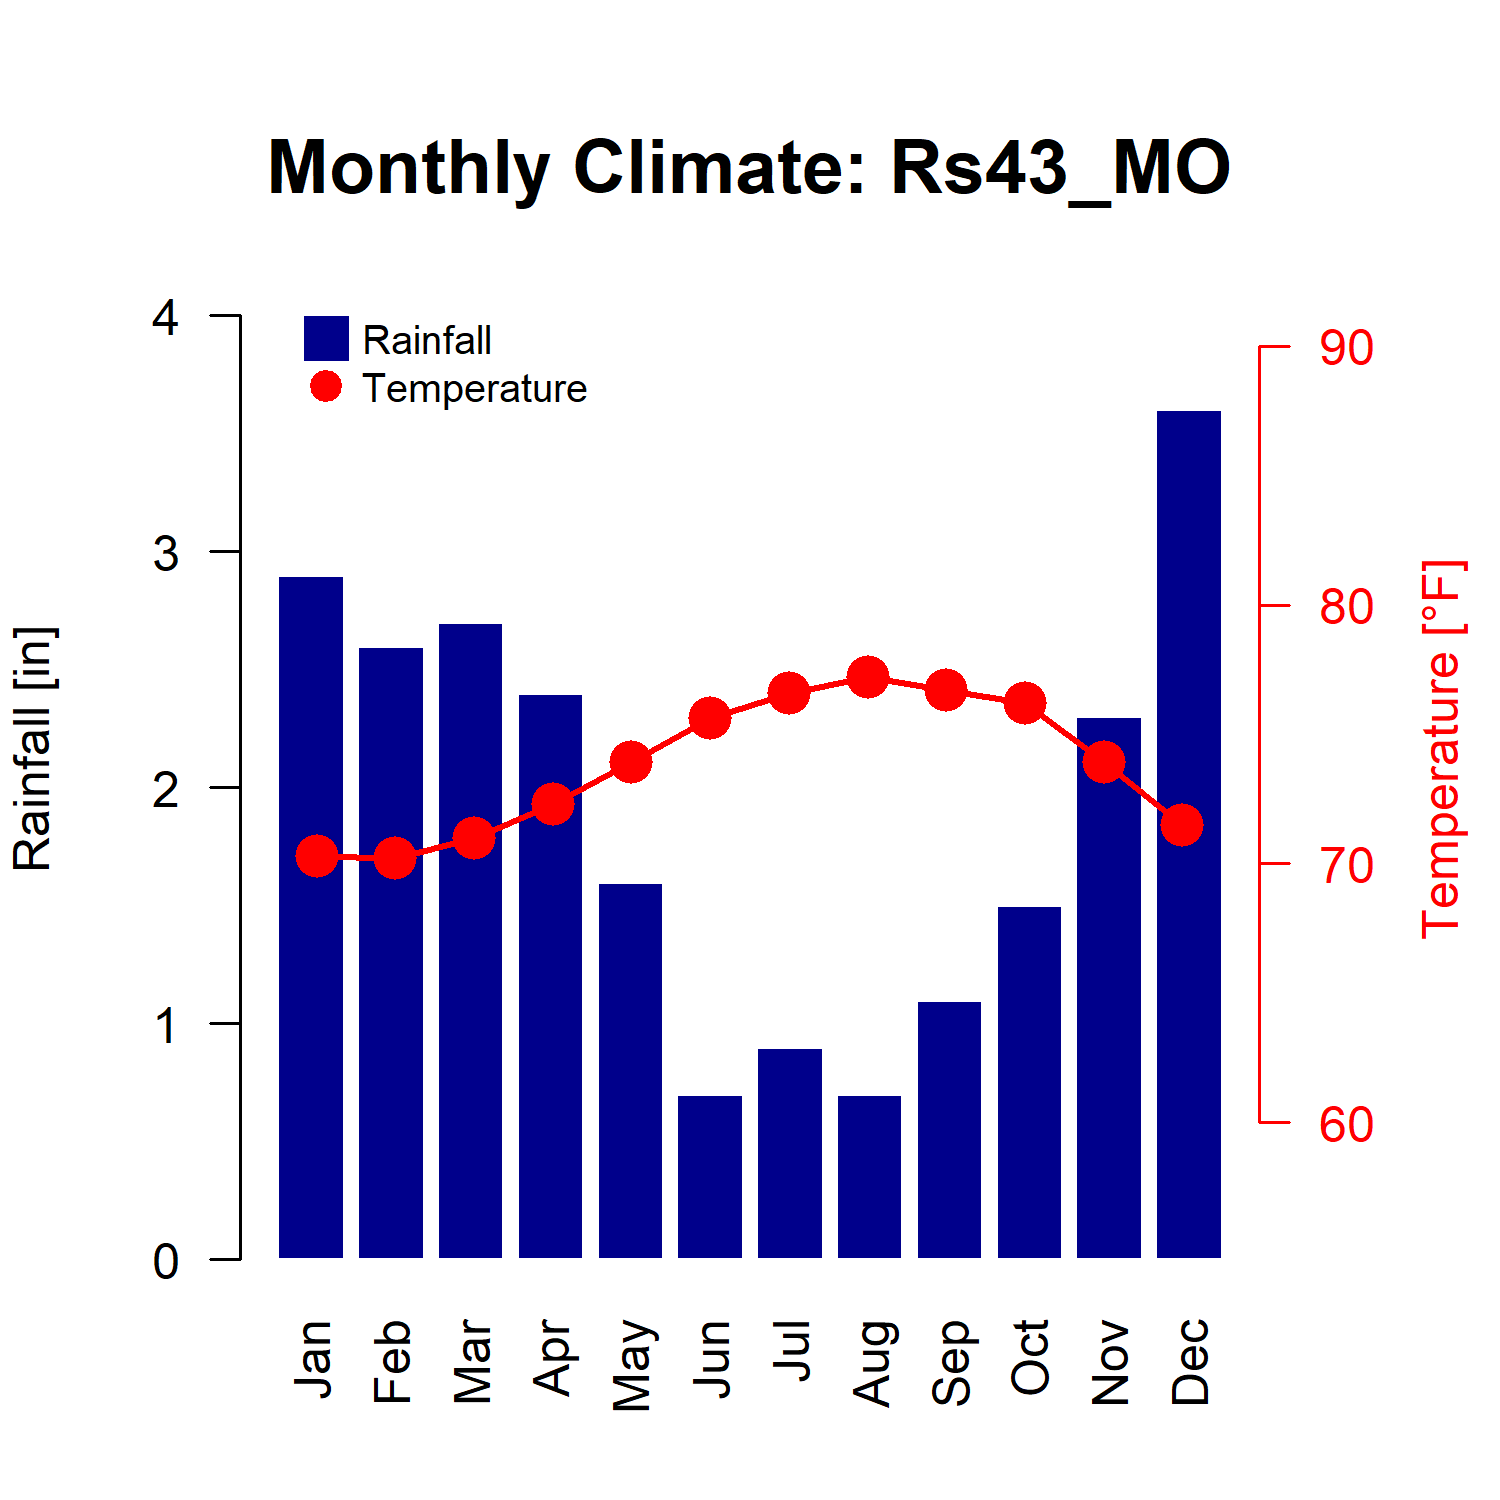 Monthly Climate: Rs43_MO
Rainfall
Temperature
4
3
2
1
0
Rainfall [in]
90
80
70
60
Temperature [°F]
Jan
Feb
Mar
Apr
May
Jun
Jul
Aug
Sep
Oct
Nov
Dec